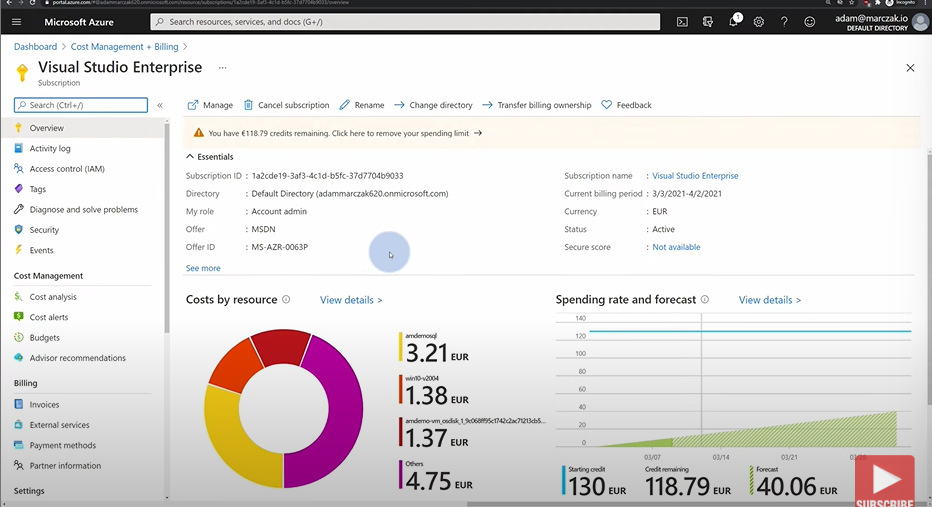 portal.azure.com/#@adammarczak620.onmicrosoft.com/resource/subscriptions/1a2cde19-3af3-4c1d-b5fc-37d7704b9033/overview
Incognito
Microsoft Azure
Search resources, services, and docs (G+/)
1
adam@marczak.io
DEFAULT DIRECTORY
Dashboard > Cost Management + Billing >
Visual Studio Enterprise ...
Subscription
Search (Ctrl+/)
«
Manage
Cancel subscription
Rename
Change directory
Transfer billing ownership
Feedback
Overview
Activity log
Access control (IAM)
Tags
Diagnose and solve problems
Security
Events
Cost Management
Cost analysis
Cost alerts
Budgets
Advisor recommendations
Billing
Invoices
External services
Payment methods
Partner information
Settings
You have €118.79 credits remaining. Click here to remove your spending limit →
Essentials
Subscription ID : 1a2cde19-3af3-4c1d-b5fc-37d7704b9033
Directory : Default Directory (adammarczak620.onmicrosoft.com)
My role : Account admin
Offer : MSDN
Offer ID : MS-AZR-0063P
See more
Subscription name : Visual Studio Enterprise
Current billing period : 3/3/2021-4/2/2021
Currency : EUR
Status : Active
Secure score : Not available
Costs by resource
View details >
amdemosql
3.21 EUR
win10-v2004
1.38 EUR
1.37 EUR
Others
4.75 EUR
Spending rate and forecast
View details >
140
120
100
80
60
40
20
0
03/07
03/14
03/21
03/28
Starting credit
130 EUR
Credit remaining
118.79 EUR
Forecast
40.06 EUR
SUBSCRIBE